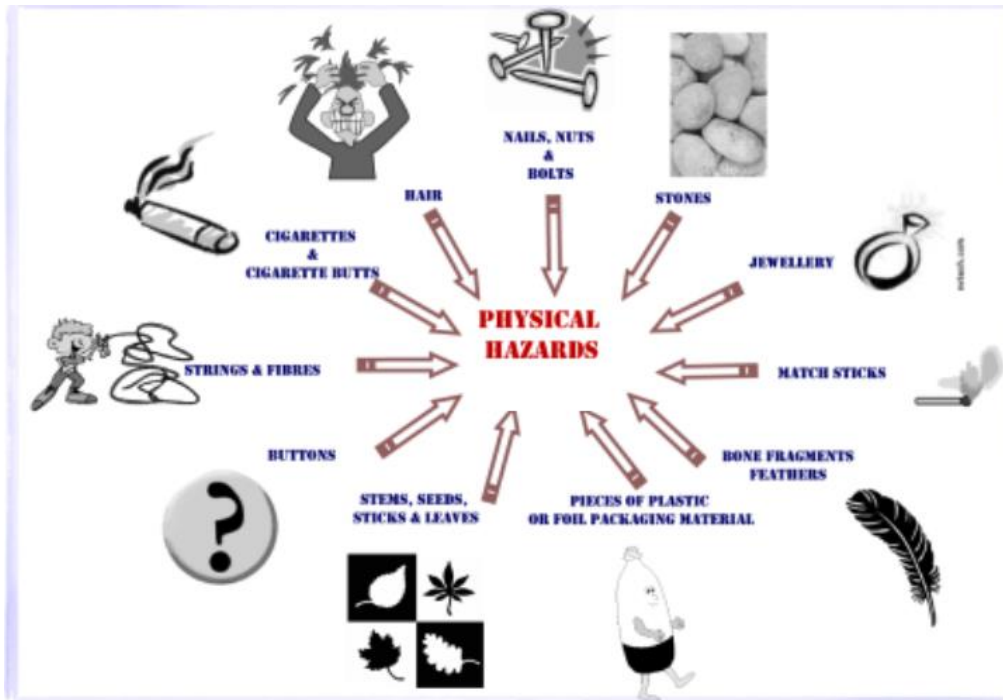 NAILS, NUTS
&
BOLTS
HAIR
STONES
CIGARETTES
&
CIGARETTE BUTTS
JEWELLERY
PHYSICAL
HAZARDS
STRINGS & FIBRES
MATCH STICKS
BUTTONS
BONE FRAGMENTS
FEATHERS
STEMS, SEEDS,
STICKS & LEAVES
PIECES OF PLASTIC
OR FOIL PACKAGING MATERIAL
?